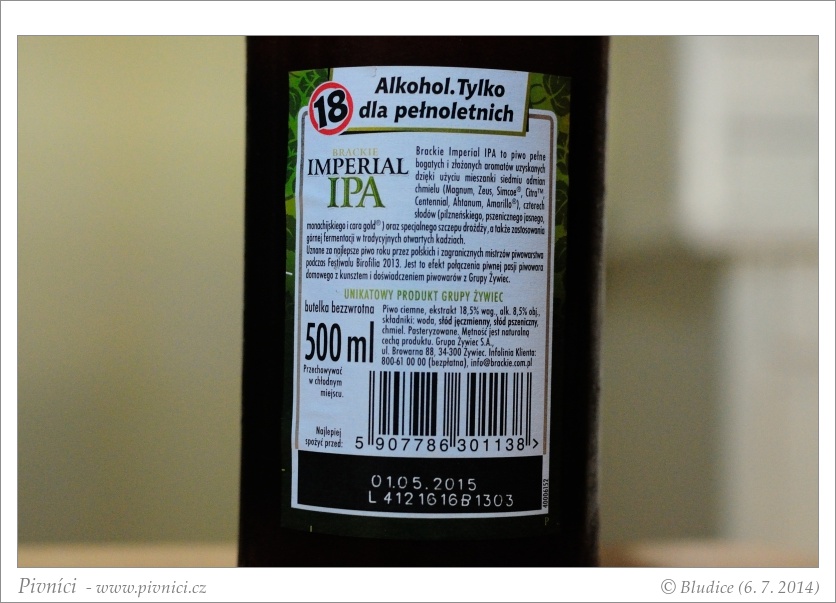 18
Alkohol.Tylko
dla pełnoletnich
BRACKIE
IMPERIAL
IPA
Brackie Imperial IPA to piwo pełne
bogatych i złożonych aromatów uzyskanych
dzięki użyciu mieszanki siedmiu odmian
chmielu (Magnum, Zeus, Simcoe®, Citra™,
Centennial, Ahtanum, Amarillo®), czterech
słodów (pilzneńskiego, pszenicznego jasnego,
monachijskiego i cara gold®) oraz specjalnego szczepu drożdży, a także zastosowania
górnej fermentacji w tradycyjnych otwartych kadziach.
Uznane za najlepsze piwo roku przez polskich i zagranicznych mistrzów piwowarstwa
podczas Festiwalu Birofilia 2013. Jest to efekt połączenia piwnej pasji piwowara
domowego z kunsztem i doświadczeniem piwowarów z Grupy Żywiec.
UNIKATOWY PRODUKT GRUPY ŻYWIEC
butelka bezzwrotna
500 ml
Przechowywać
w chłodnym
miejscu.
Piwo ciemne, ekstrakt 18,5% wag., alk. 8,5% obj.,
składniki: woda, słód jęczmienny, słód pszeniczny,
chmiel. Pasteryzowane. Mętność jest naturalną
cechą produktu. Grupa Żywiec S.A.,
ul. Browarna 88, 34-300 Żywiec. Infolinia Klienta:
800-61 00 00 (bezpłatna), info@brackie.com.pl
Najlepiej
spożyć przed:
5 907786 301138 >
01.05.2015
L 4121616B1303
P
Pivníci - www.pivnici.cz
© Bludice (6. 7. 2014)